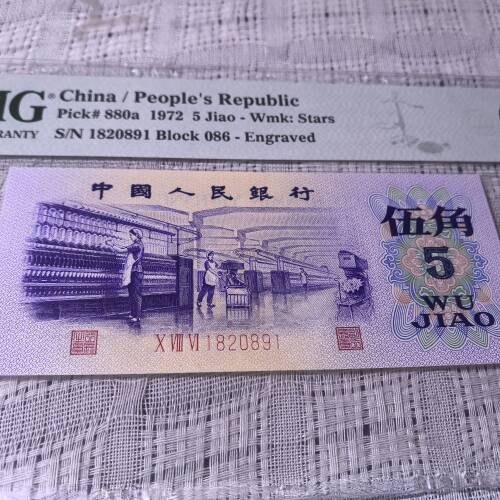 MG® China / People's Republic
Pick# 880a 1972 5 Jiao - Wmk: Stars
RANTY S/N 1820891 Block 086 - Engraved
中國人民銀行
伍角
5
WU
JIAO
X VIII VI 1820891